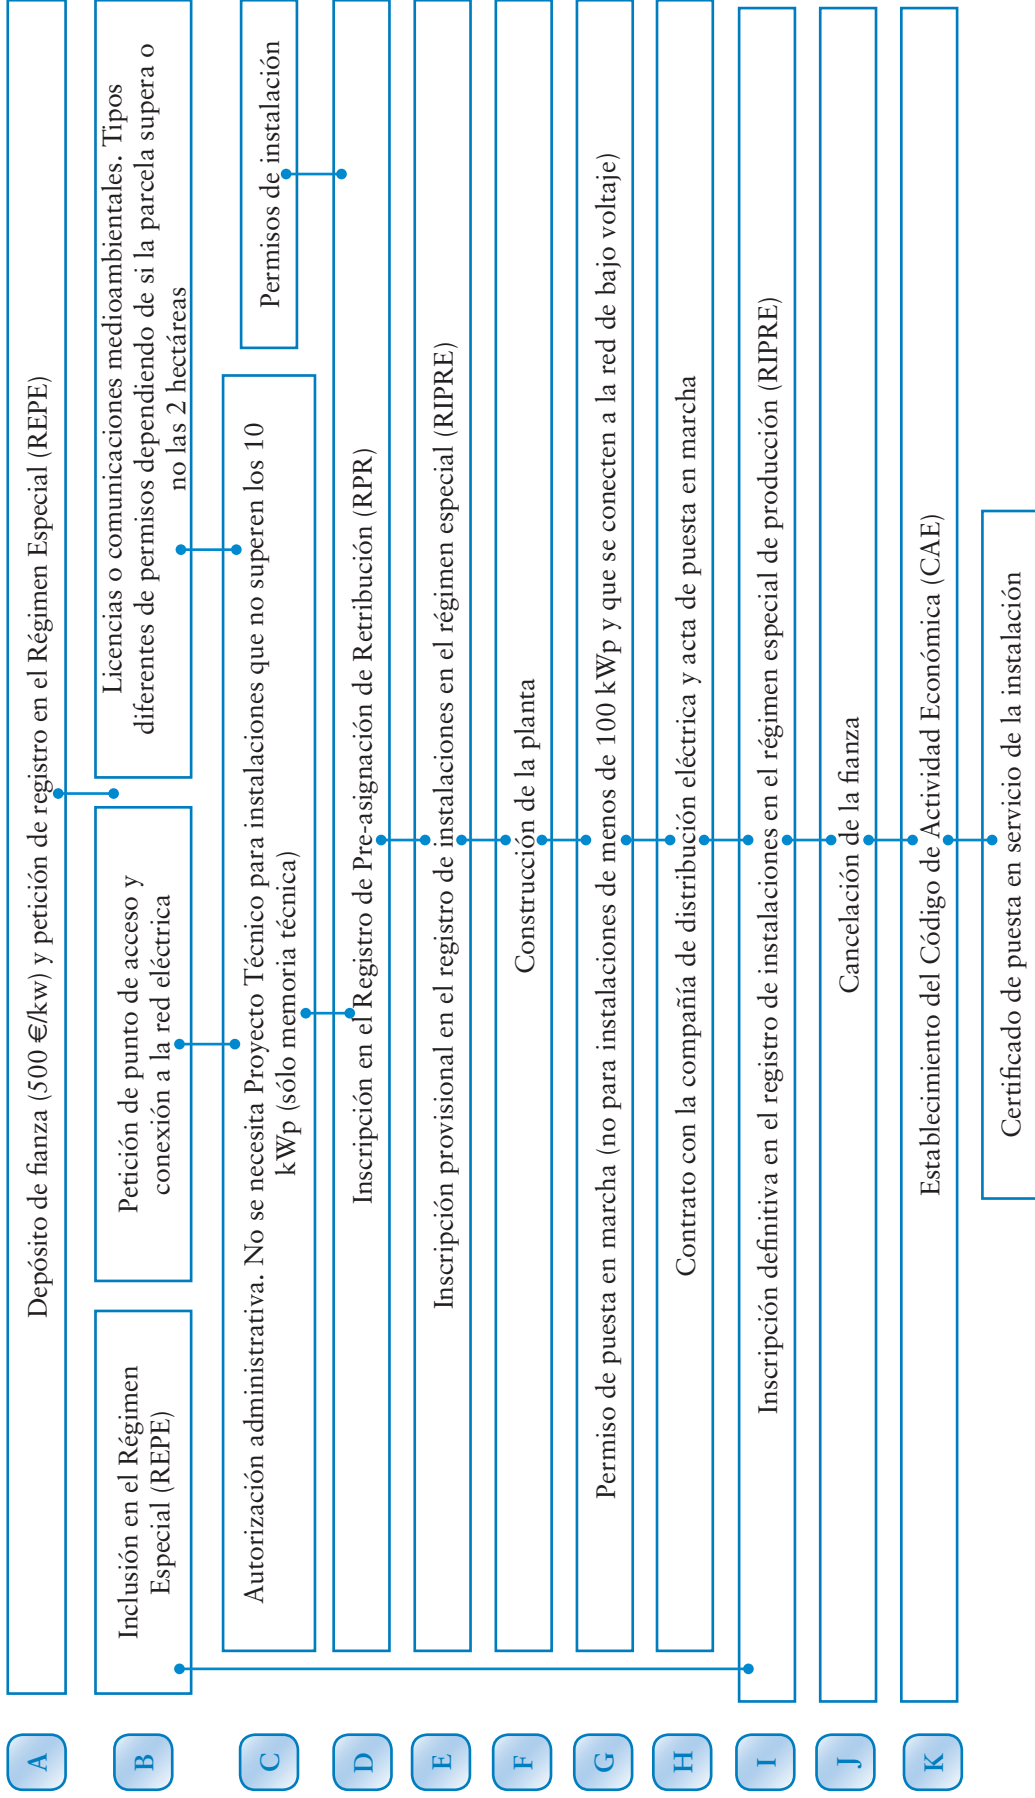 A
Depósito de fianza (500 €/kw) y petición de registro en el Régimen Especial (REPE)
B
Inclusión en el Régimen
Especial (REPE)
Petición de punto de acceso y
conexión a la red eléctrica
Licencias o comunicaciones medioambientales. Tipos
diferentes de permisos dependiendo de si la parcela supera o
no las 2 hectáreas
C
Autorización administrativa. No se necesita Proyecto Técnico para instalaciones que no superen los 10
kWp (sólo memoria técnica)
Permisos de instalación
D
Inscripción en el Registro de Pre-asignación de Retribución (RPR)
E
Inscripción provisional en el registro de instalaciones en el régimen especial (RIPRE)
F
Construcción de la planta
G
Permiso de puesta en marcha (no para instalaciones de menos de 100 kWp y que se conecten a la red de bajo voltaje)
H
Contrato con la compañía de distribución eléctrica y acta de puesta en marcha
I
Inscripción definitiva en el registro de instalaciones en el régimen especial de producción (RIPRE)
J
Cancelación de la fianza
K
Establecimiento del Código de Actividad Económica (CAE)
Certificado de puesta en servicio de la instalación